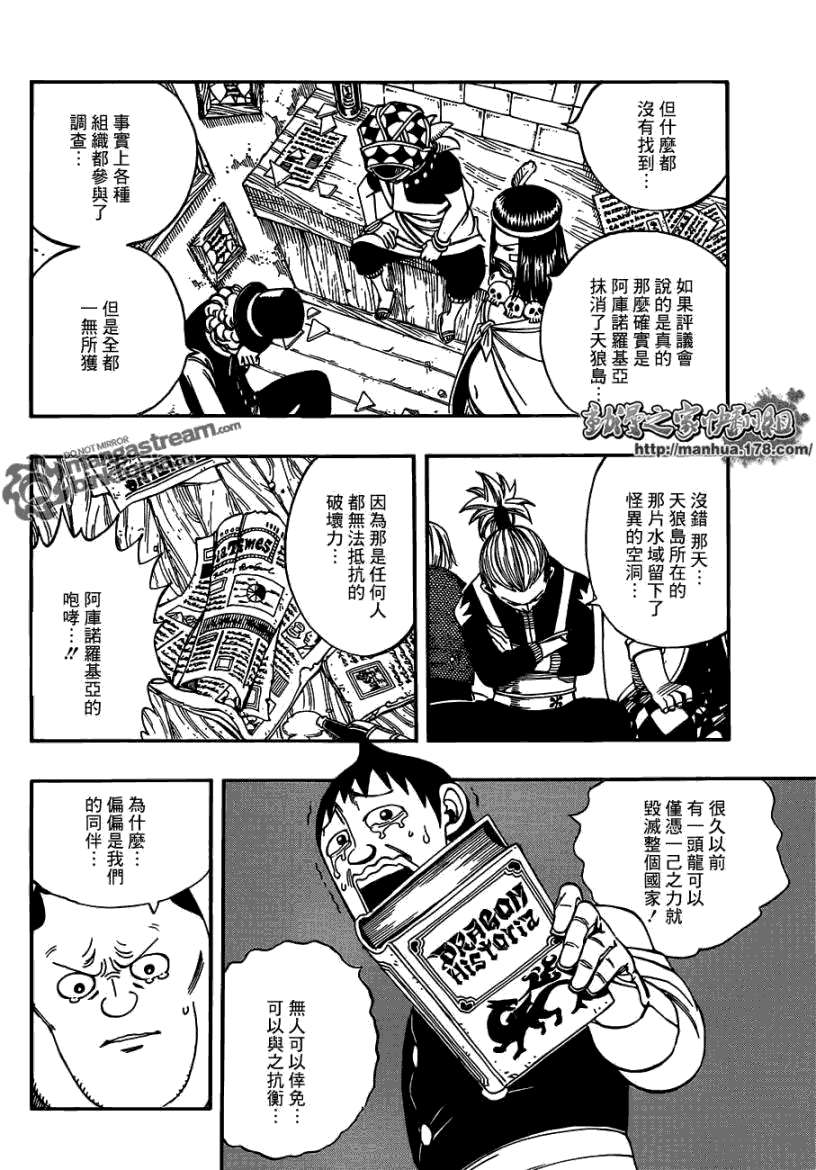 但什麼都
沒有找到…
如果評議會
說的是真的
那麼確實是
阿庫諾羅基亞
抹消了天狼島…
事實上各種
組織都參與了
調查…
但是全都
一無所獲
動漫之家汉化组
http://manhua.178.com/
沒錯 那天…
天狼島所在的
那片水域留下了
怪異的空洞…
因為那是任何人
都無法抵抗的
破壞力…
阿庫諾羅基亞的
咆哮…!!
DO NOT MIRROR
mangastream.com
Times
很久以前
有一頭龍可以
僅憑一己之力就
毀滅整個國家!
DRAGON
HiStoria
無人可以倖免…
可以與之抗衡…
為什麼…
偏偏是我們
的同伴…